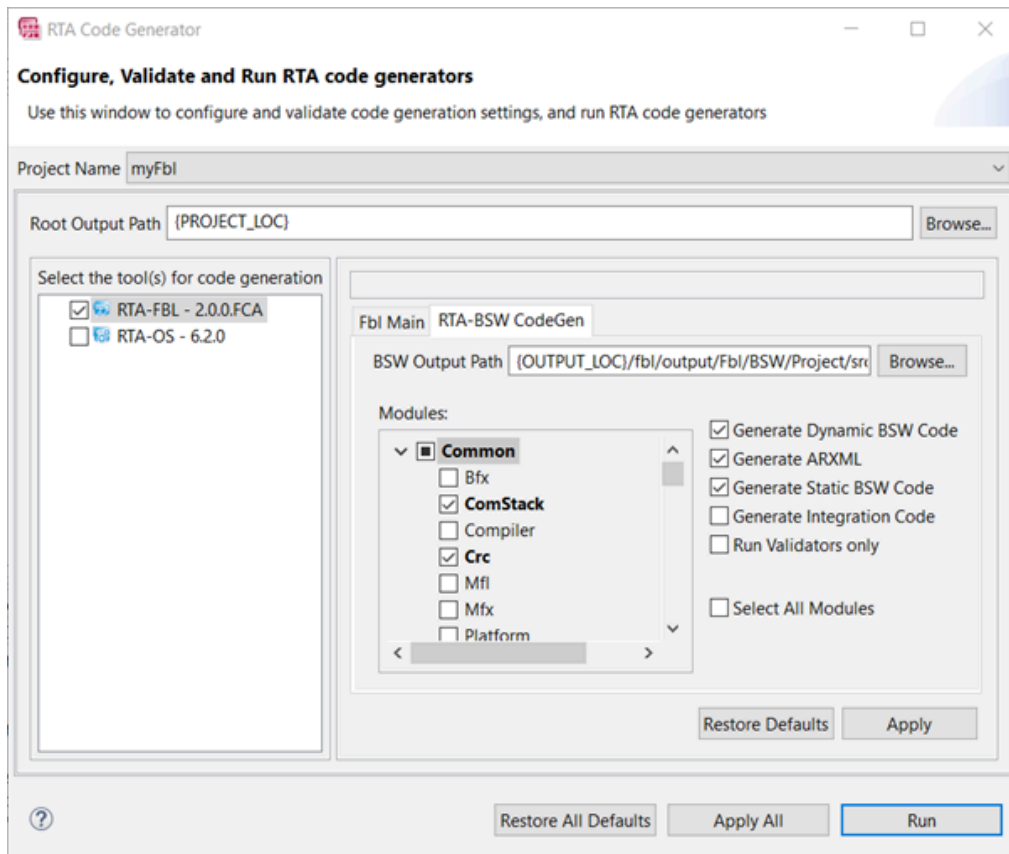 RTA Code Generator
Configure, Validate and Run RTA code generators
Use this window to configure and validate code generation settings, and run RTA code generators
Project Name myFbl
Root Output Path {PROJECT_LOC} Browse...
Select the tool(s) for code generation
RTA-FBL - 2.0.0.FCA
RTA-OS - 6.2.0
Fbl Main RTA-BSW CodeGen
BSW Output Path {OUTPUT_LOC}/fbl/output/Fbl/BSW/Project/src Browse...
Modules:
Common
Bfx
ComStack
Compiler
Crc
Mfl
Mfx
Platform
Generate Dynamic BSW Code
Generate ARXML
Generate Static BSW Code
Generate Integration Code
Run Validators only
Select All Modules
Restore Defaults Apply
? Restore All Defaults Apply All Run